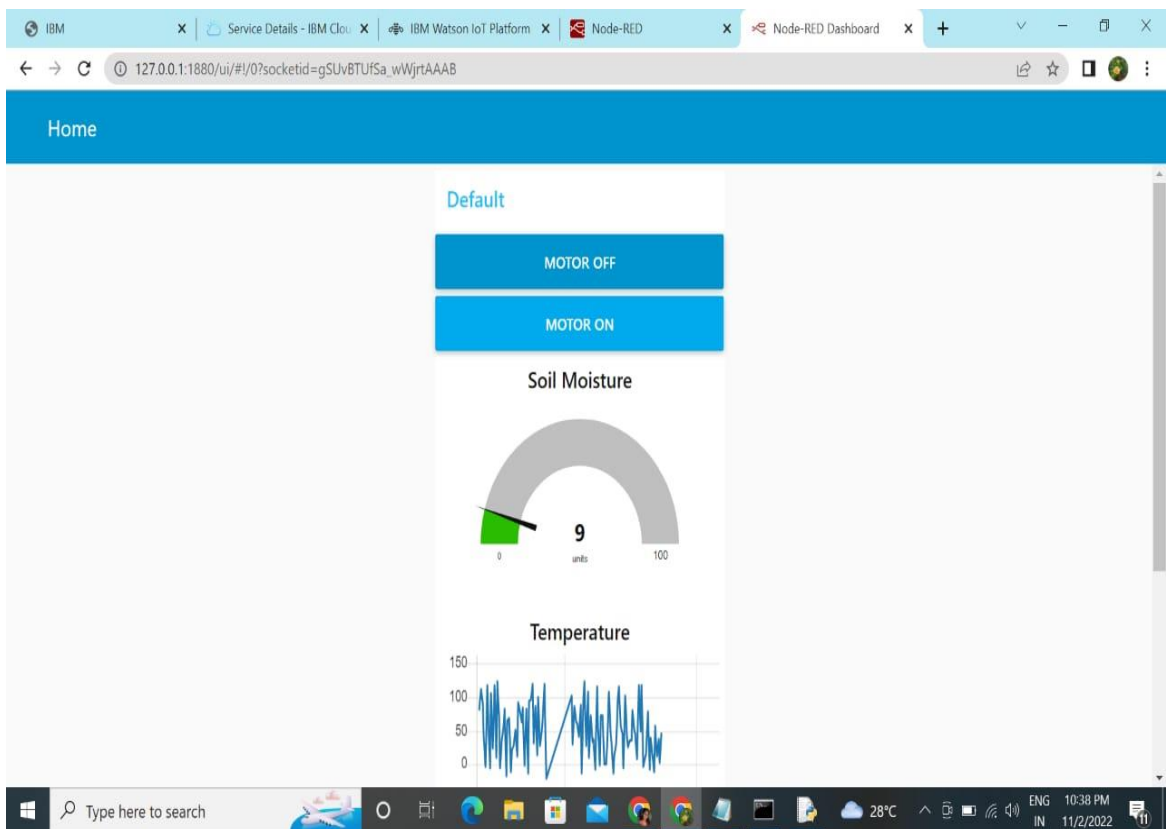 IBM
Service Details - IBM Clou
IBM Watson IoT Platform
Node-RED
Node-RED Dashboard
127.0.0.1:1880/ui/#!/0?socketid=gSUvBTUfSa_wWjrtAAAB
Home
Default
MOTOR OFF
MOTOR ON
Soil Moisture
9
units
0
100
Temperature
150
100
50
0
Type here to search
28°C
ENG
IN
10:38 PM
11/2/2022
11